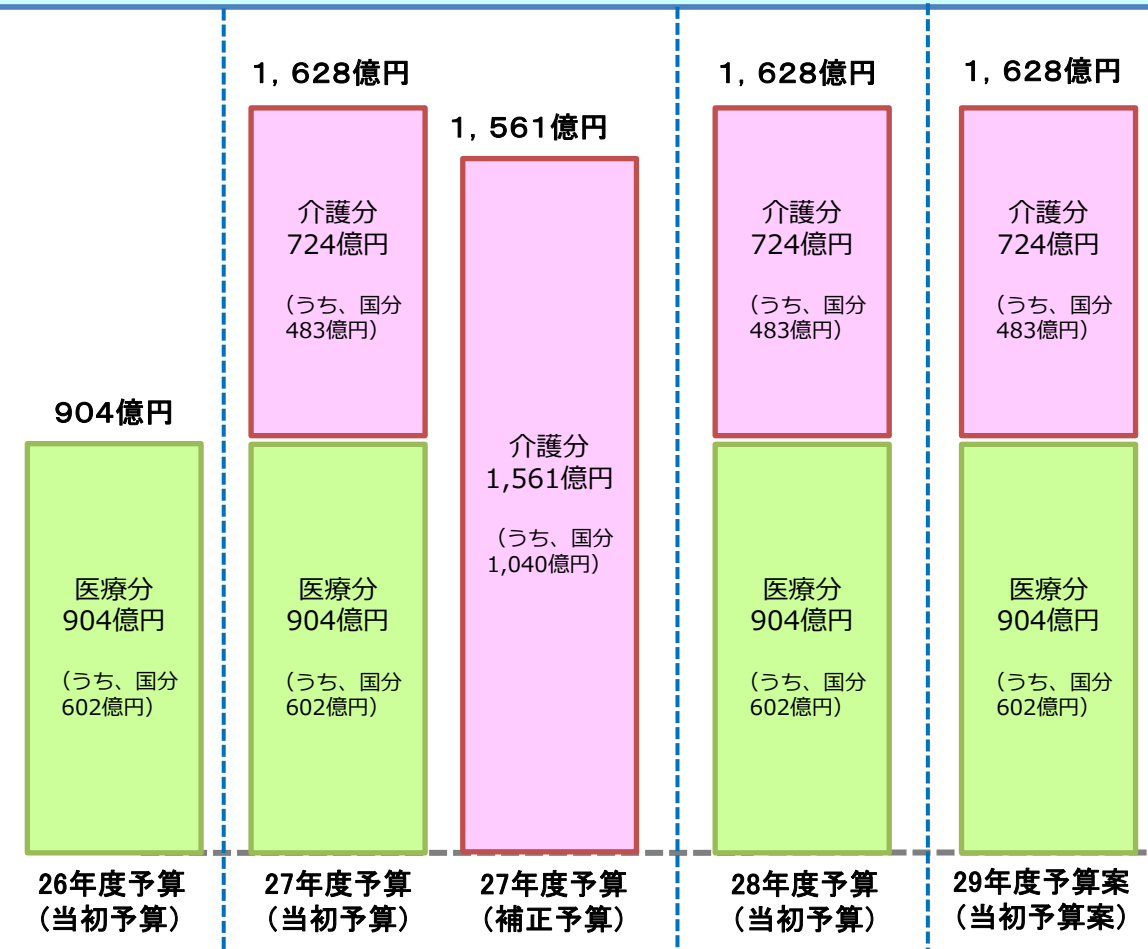 904億円
医療分
904億円
(うち、国分
602億円)
26年度予算
(当初予算)
1,628億円
介護分
724億円
(うち、国分
483億円)
医療分
904億円
(うち、国分
602億円)
27年度予算
(当初予算)
1,561億円
介護分
1,561億円
(うち、国分
1,040億円)
27年度予算
(補正予算)
1,628億円
介護分
724億円
(うち、国分
483億円)
医療分
904億円
(うち、国分
602億円)
28年度予算
(当初予算)
1,628億円
介護分
724億円
(うち、国分
483億円)
医療分
904億円
(うち、国分
602億円)
29年度予算案
(当初予算案)